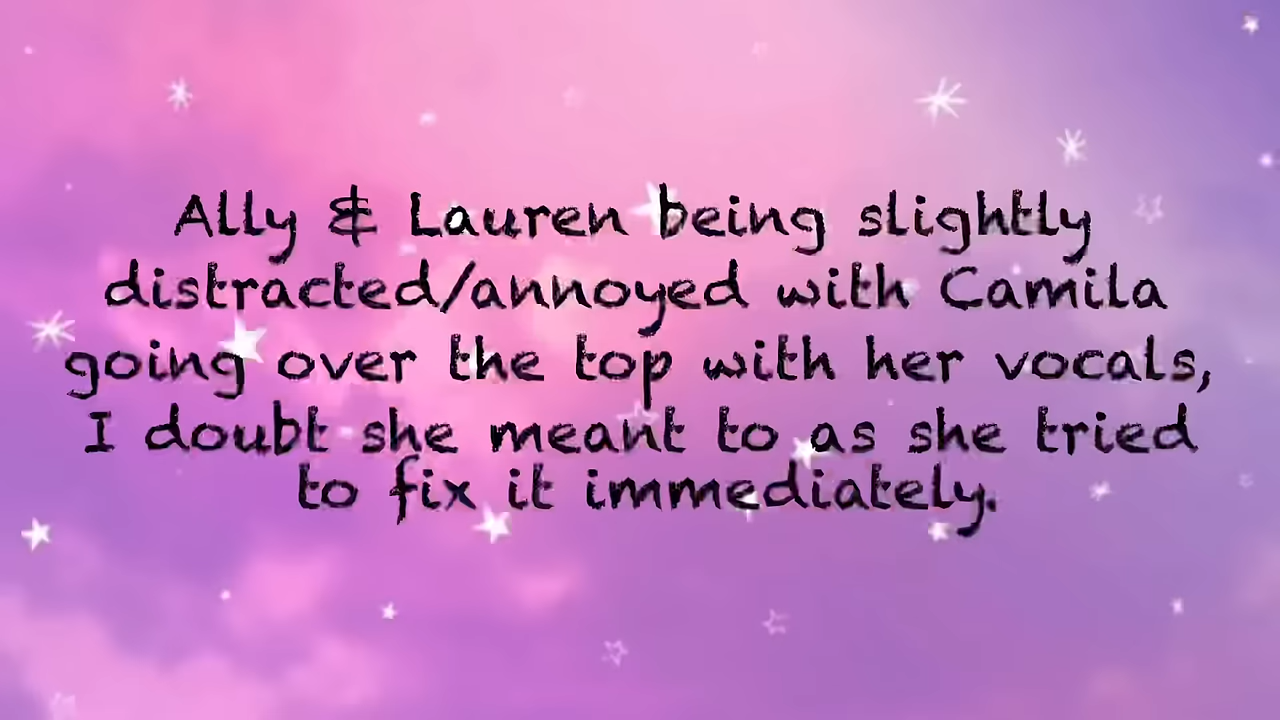 Ally & Lauren being slightly
distracted/annoyed with Camila
going over the top with her vocals,
I doubt she meant to as she tried
to fix it immediately.